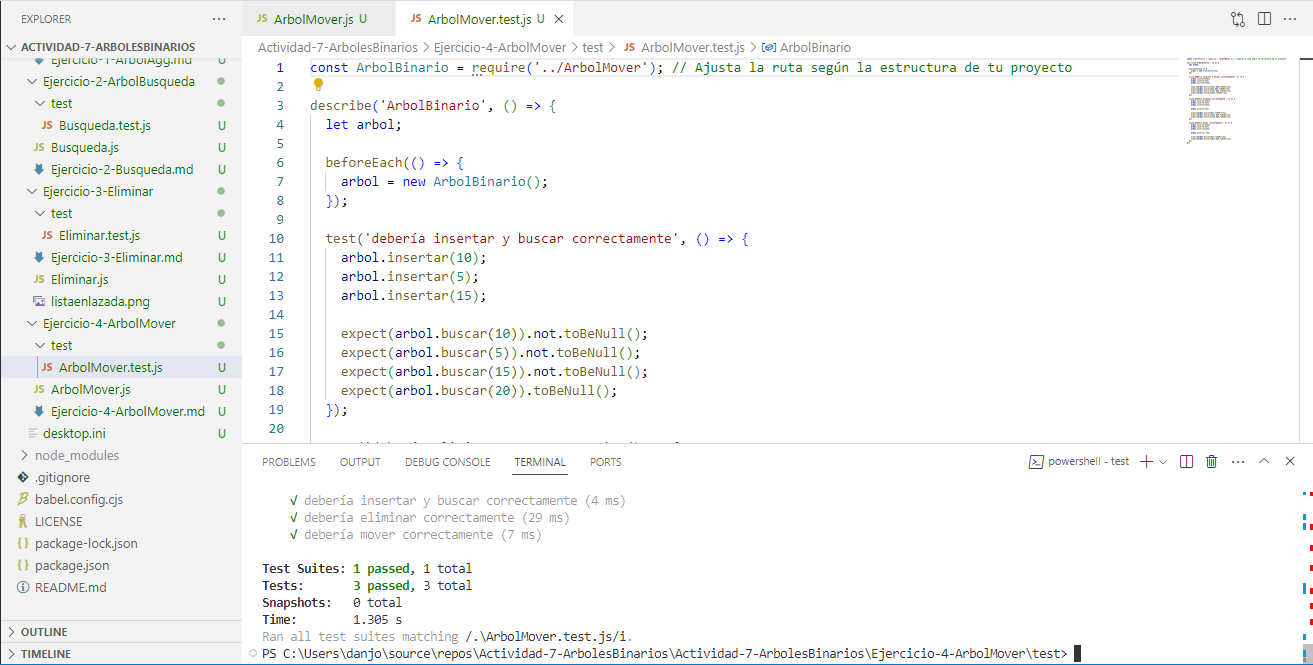 EXPLORER
ACTIVIDAD-7-ARBOLESBINARIOS
Ejercicio-1-ArbolAgg.md U
Ejercicio-2-ArbolBusqueda
test
JS Busqueda.test.js U
JS Busqueda.js U
Ejercicio-2-Busqueda.md U
Ejercicio-3-Eliminar
test
JS Eliminar.test.js U
Ejercicio-3-Eliminar.md U
JS Eliminar.js U
listaenlazada.png U
Ejercicio-4-ArbolMover
test
JS ArbolMover.test.js U
JS ArbolMover.js U
Ejercicio-4-ArbolMover.md U
desktop.ini U
node_modules
.gitignore
babel.config.cjs
LICENSE
package-lock.json
package.json
README.md
OUTLINE
TIMELINE
JS ArbolMover.js U
JS ArbolMover.test.js U
Actividad-7-ArbolesBinarios > Ejercicio-4-ArbolMover > test > JS ArbolMover.test.js > ArbolBinario
1 const ArbolBinario = require('../ArbolMover'); // Ajusta la ruta según la estructura de tu proyecto
2
3 describe('ArbolBinario', () => {
4 let arbol;
5
6 beforeEach(() => {
7 arbol = new ArbolBinario();
8 });
9
10 test('debería insertar y buscar correctamente', () => {
11 arbol.insertar(10);
12 arbol.insertar(5);
13 arbol.insertar(15);
14
15 expect(arbol.buscar(10)).not.toBeNull();
16 expect(arbol.buscar(5)).not.toBeNull();
17 expect(arbol.buscar(15)).not.toBeNull();
18 expect(arbol.buscar(20)).toBeNull();
19 });
20
PROBLEMS OUTPUT DEBUG CONSOLE TERMINAL PORTS
powershell - test
√ debería insertar y buscar correctamente (4 ms)
√ debería eliminar correctamente (29 ms)
√ debería mover correctamente (7 ms)
Test Suites: 1 passed, 1 total
Tests: 3 passed, 3 total
Snapshots: 0 total
Time: 1.305 s
Ran all test suites matching /.\ArbolMover.test.js/i.
PS C:\Users\danjo\source\repos\Actividad-7-ArbolesBinarios\Actividad-7-ArbolesBinarios\Ejercicio-4-ArbolMover\test>